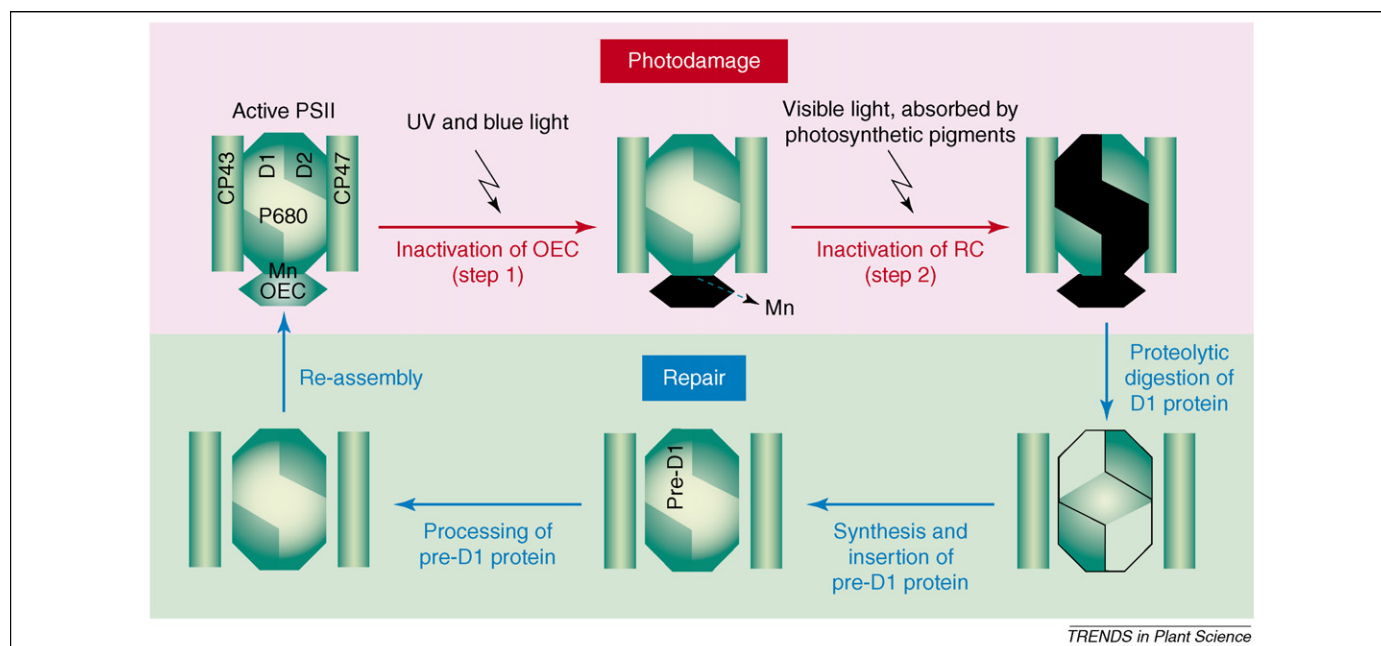 Photodamage
Active PSII
UV and blue light
Visible light, absorbed by
photosynthetic pigments
CP43
D1
D2
CP47
P680
Mn
OEC
Inactivation of OEC
(step 1)
Inactivation of RC
(step 2)
Mn
Re-assembly
Repair
Proteolytic
digestion of
D1 protein
Pre-D1
Processing of
pre-D1 protein
Synthesis and
insertion of
pre-D1 protein
TRENDS in Plant Science